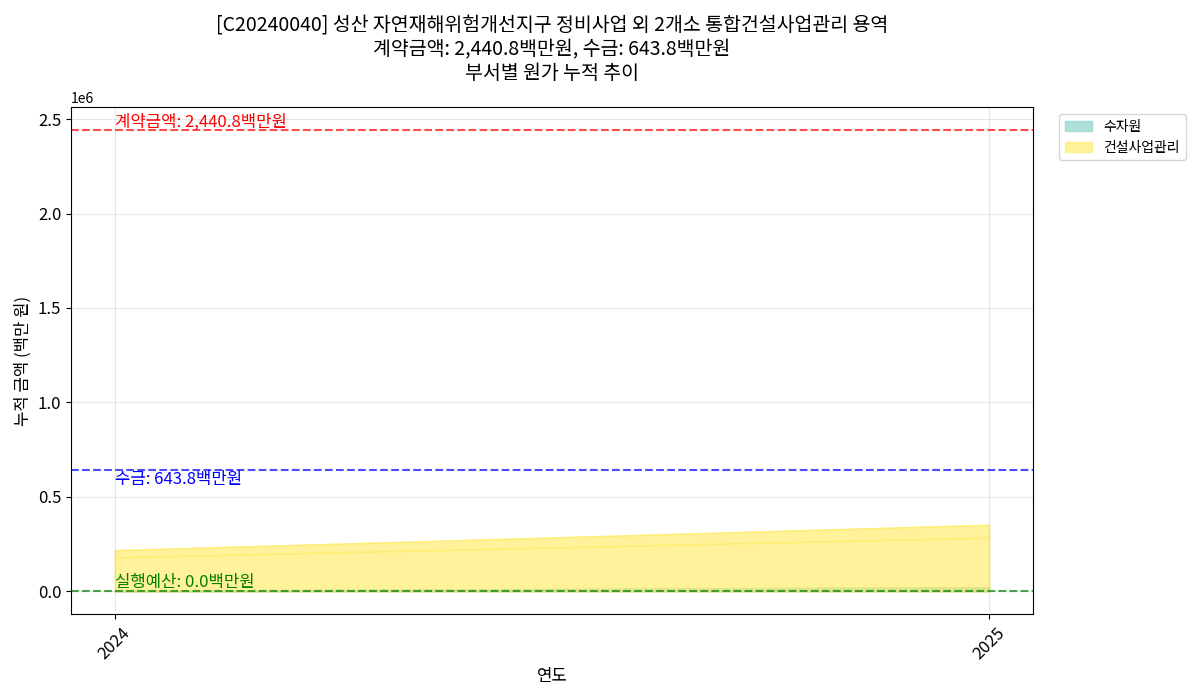 [C20240040] 성산 자연재해위험개선지구 정비사업 외 2개소 통합건설사업관리 용역
계약금액: 2,440.8백만원, 수금: 643.8백만원
부서별 원가 누적 추이
1e6
2.5
2.0
1.5
1.0
0.5
0.0
누적 금액 (백만 원)
계약금액: 2,440.8백만원
수금: 643.8백만원
실행예산: 0.0백만원
수자원
건설사업관리
2024
2025
연도